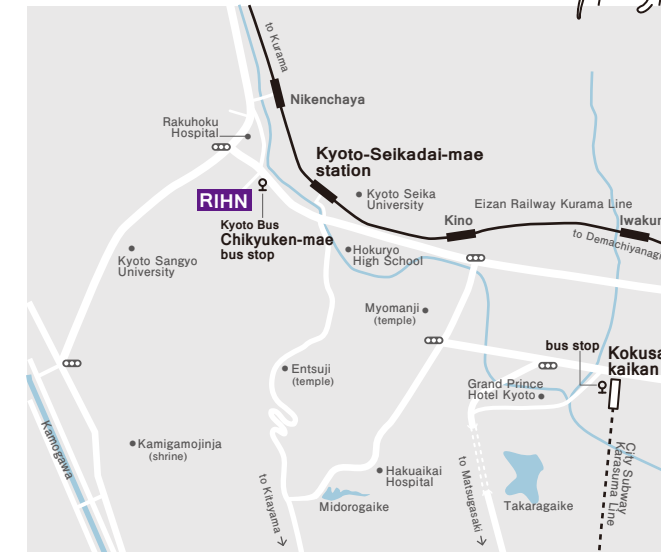 to Kurama
Nikenchaya
Rakuhoku
Hospital
Kyoto-Seikadai-mae
station
RIHN
Kyoto Seika
University
Eizan Railway Kurama Line
Kino
Iwakur
to Demachiyanagi
Kyoto Bus
Chikyuken-mae
bus stop
Hokuryo
High School
Kyoto Sangyo
University
Myomanji
(temple)
bus stop
Kokusa
kaikan
Entsuji
(temple)
Grand Prince
Hotel Kyoto
Kamogawa
Kamigamojinja
(shrine)
Hakuaikai
Hospital
City Subway
Karasuma Line
to Kitayama
Midorogaike
to Matsugasaki
Takaragaike